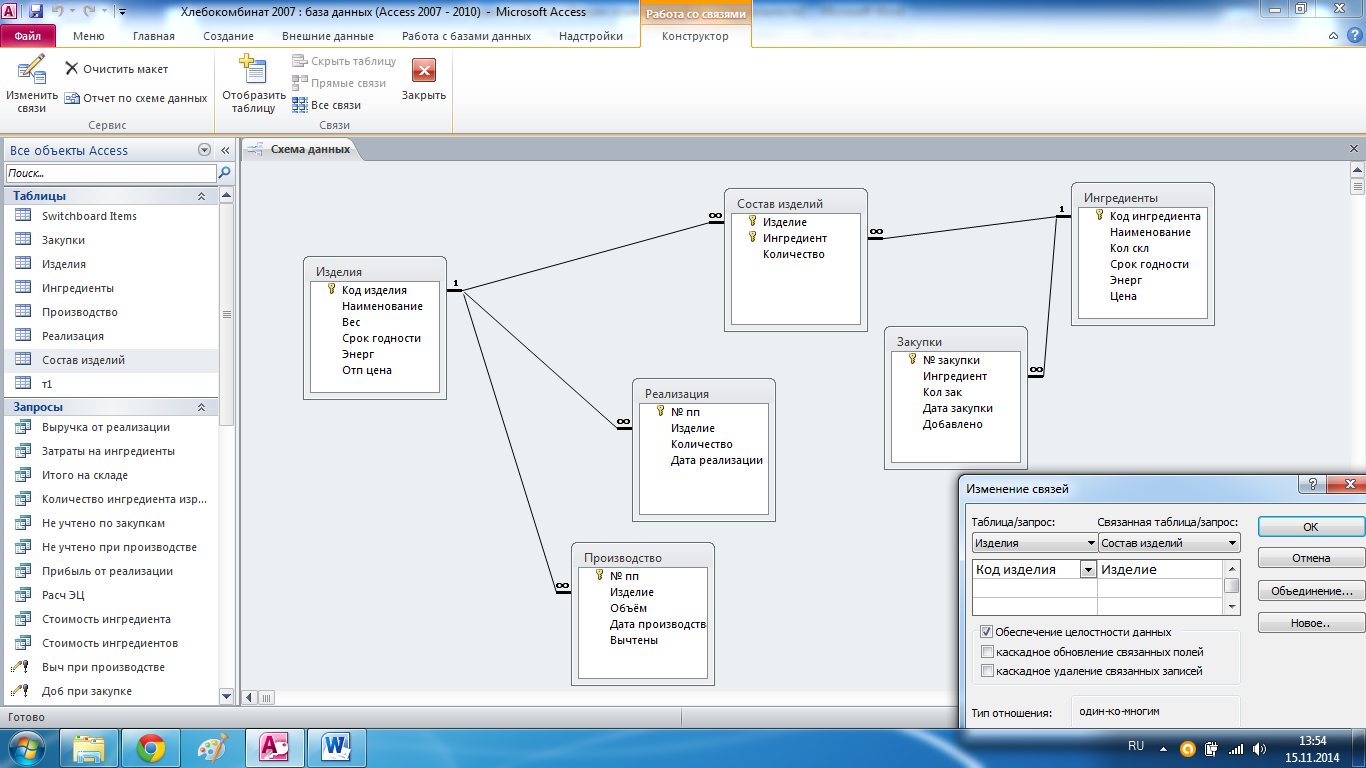 Хлебокомбинат 2007 : база данных (Access 2007 - 2010) - Microsoft Access
Работа со связями
Файл Меню Главная Создание Внешние данные Работа с базами данных Надстройки Конструктор
Изменить связи
Очистить макет
Отчет по схеме данных
Сервис
Отобразить таблицу
Скрыть таблицу
Прямые связи
Все связи
Закрыть
Связи
Все объекты Access
Поиск...
Таблицы
Switchboard Items
Закупки
Изделия
Ингредиенты
Производство
Реализация
Состав изделий
т1
Запросы
Выручка от реализации
Затраты на ингредиенты
Итого на складе
Количество ингредиента изр...
Не учтено по закупкам
Не учтено при производстве
Прибыль от реализации
Расч ЭЦ
Стоимость ингредиента
Стоимость ингредиентов
Выч при производстве
Доб при закупке
Схема данных
Изделия
Код изделия
Наименование
Вес
Срок годности
Энерг
Отп цена
1
∞
Состав изделий
Изделие
Ингредиент
Количество
∞
1
Ингредиенты
Код ингредиента
Наименование
Кол скл
Срок годности
Энерг
Цена
Закупки
№ закупки
Ингредиент
Кол зак
Дата закупки
Добавлено
∞
∞
Реализация
№ пп
Изделие
Количество
Дата реализации
∞
Производство
№ пп
Изделие
Объём
Дата производств
Вычтены
Изменение связей
Таблица/запрос: Связанная таблица/запрос:
Изделия Состав изделий
Код изделия Изделие
ОК
Отмена
Объединение...
Новое..
Обеспечение целостности данных
каскадное обновление связанных полей
каскадное удаление связанных записей
Тип отношения: один-ко-многим
Готово
RU
13:54
15.11.2014